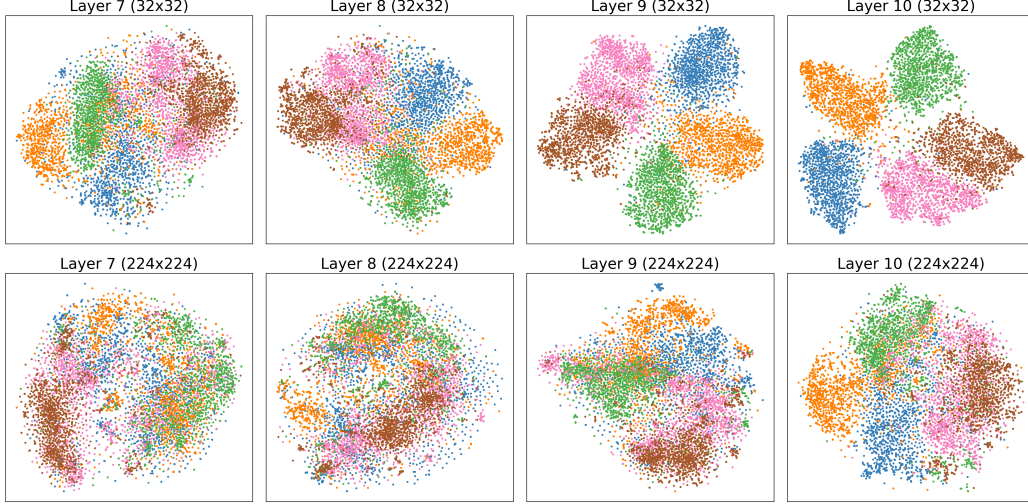 Layer 7 (32x32)
Layer 8 (32x32)
Layer 9 (32x32)
Layer 10 (32x32)
Layer 7 (224x224)
Layer 8 (224x224)
Layer 9 (224x224)
Layer 10 (224x224)